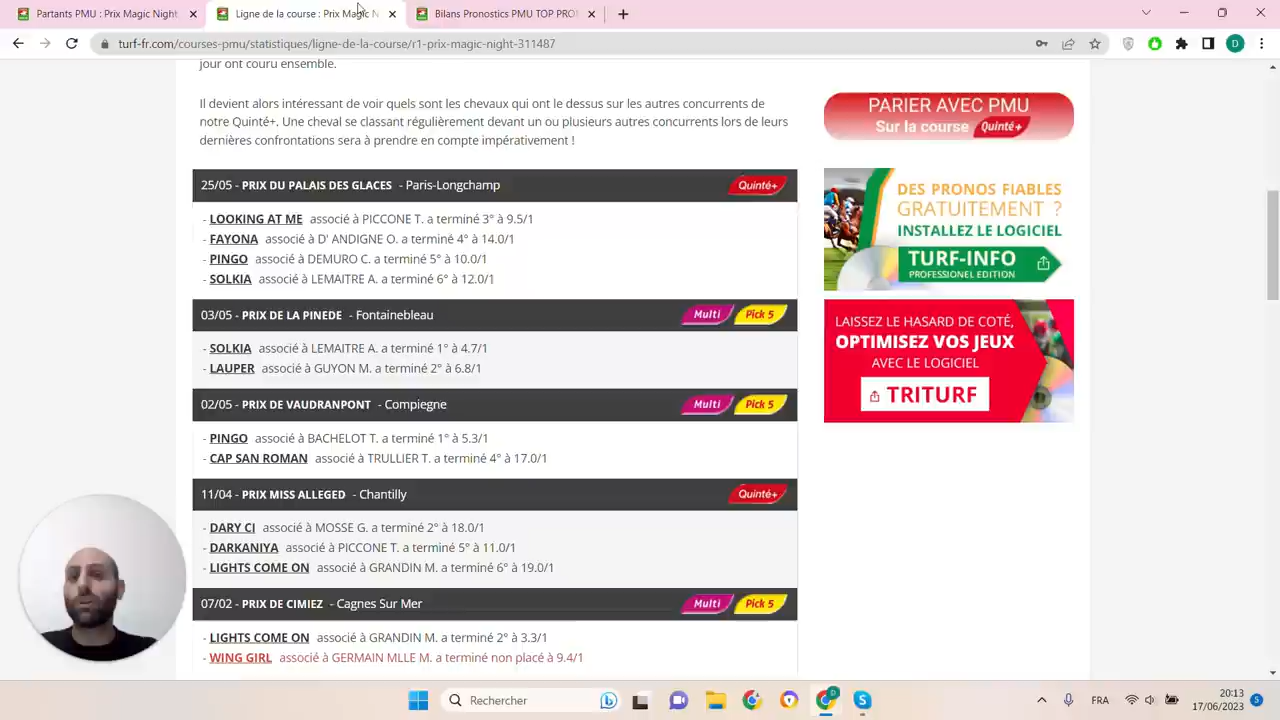 Partants PMU : Tournoi des
Ligne de la course : Prix Magic
Bilans Pronostics PMU TOP PRO
turf-fr.com/courses-pmu/statistiques/ligne-de-la-course/r1-prix-magic-night-311487
D
jour ont couru ensemble.
Il devient alors intéressant de voir quels sont les chevaux qui ont le dessus sur les autres concurrents de
notre Quinté+. Une cheval se classant régulièrement devant un ou plusieurs autres concurrents lors de leurs
dernières confrontations sera à prendre en compte impérativement !
25/05 - PRIX DU PALAIS DES GLACES - Paris-Longchamp Quinté+
- LOOKING AT ME associé à PICCONE T. a terminé 3° à 9.5/1
- FAYONA associé à D' ANDIGNE O. a terminé 4° à 14.0/1
- PINGO associé à DEMURO C. a terminé 5° à 10.0/1
- SOLKIA associé à LEMAITRE A. a terminé 6° à 12.0/1
03/05 - PRIX DE LA PINEDE - Fontainebleau Multi Pick 5
- SOLKIA associé à LEMAITRE A. a terminé 1° à 4.7/1
- LAUPER associé à GUYON M. a terminé 2° à 6.8/1
02/05 - PRIX DE VAUDRANPONT - Compiegne Multi Pick 5
- PINGO associé à BACHELOT T. a terminé 1° à 5.3/1
- CAP SAN ROMAN associé à TRULLIER T. a terminé 4° à 17.0/1
11/04 - PRIX MISS ALLEGED - Chantilly Quinté+
- DARY CI associé à MOSSE G. a terminé 2° à 18.0/1
- DARKANIYA associé à PICCONE T. a terminé 5° à 11.0/1
- LIGHTS COME ON associé à GRANDIN M. a terminé 6° à 19.0/1
07/02 - PRIX DE CIMIEZ - Cagnes Sur Mer Multi Pick 5
- LIGHTS COME ON associé à GRANDIN M. a terminé 2° à 3.3/1
- WING GIRL associé à GERMAIN MLLE M. a terminé non placé à 9.4/1
PARIER AVEC PMU
Sur la course Quinté+
DES PRONOS FIABLES
GRATUITEMENT ?
INSTALLEZ LE LOGICIEL
TURF-INFO
PROFESSIONEL EDITION
LAISSEZ LE HASARD DE COTÉ,
OPTIMISEZ VOS JEUX
AVEC LE LOGICIEL
TRITURF
Rechercher
D
FRA
20:13
17/06/2023
5